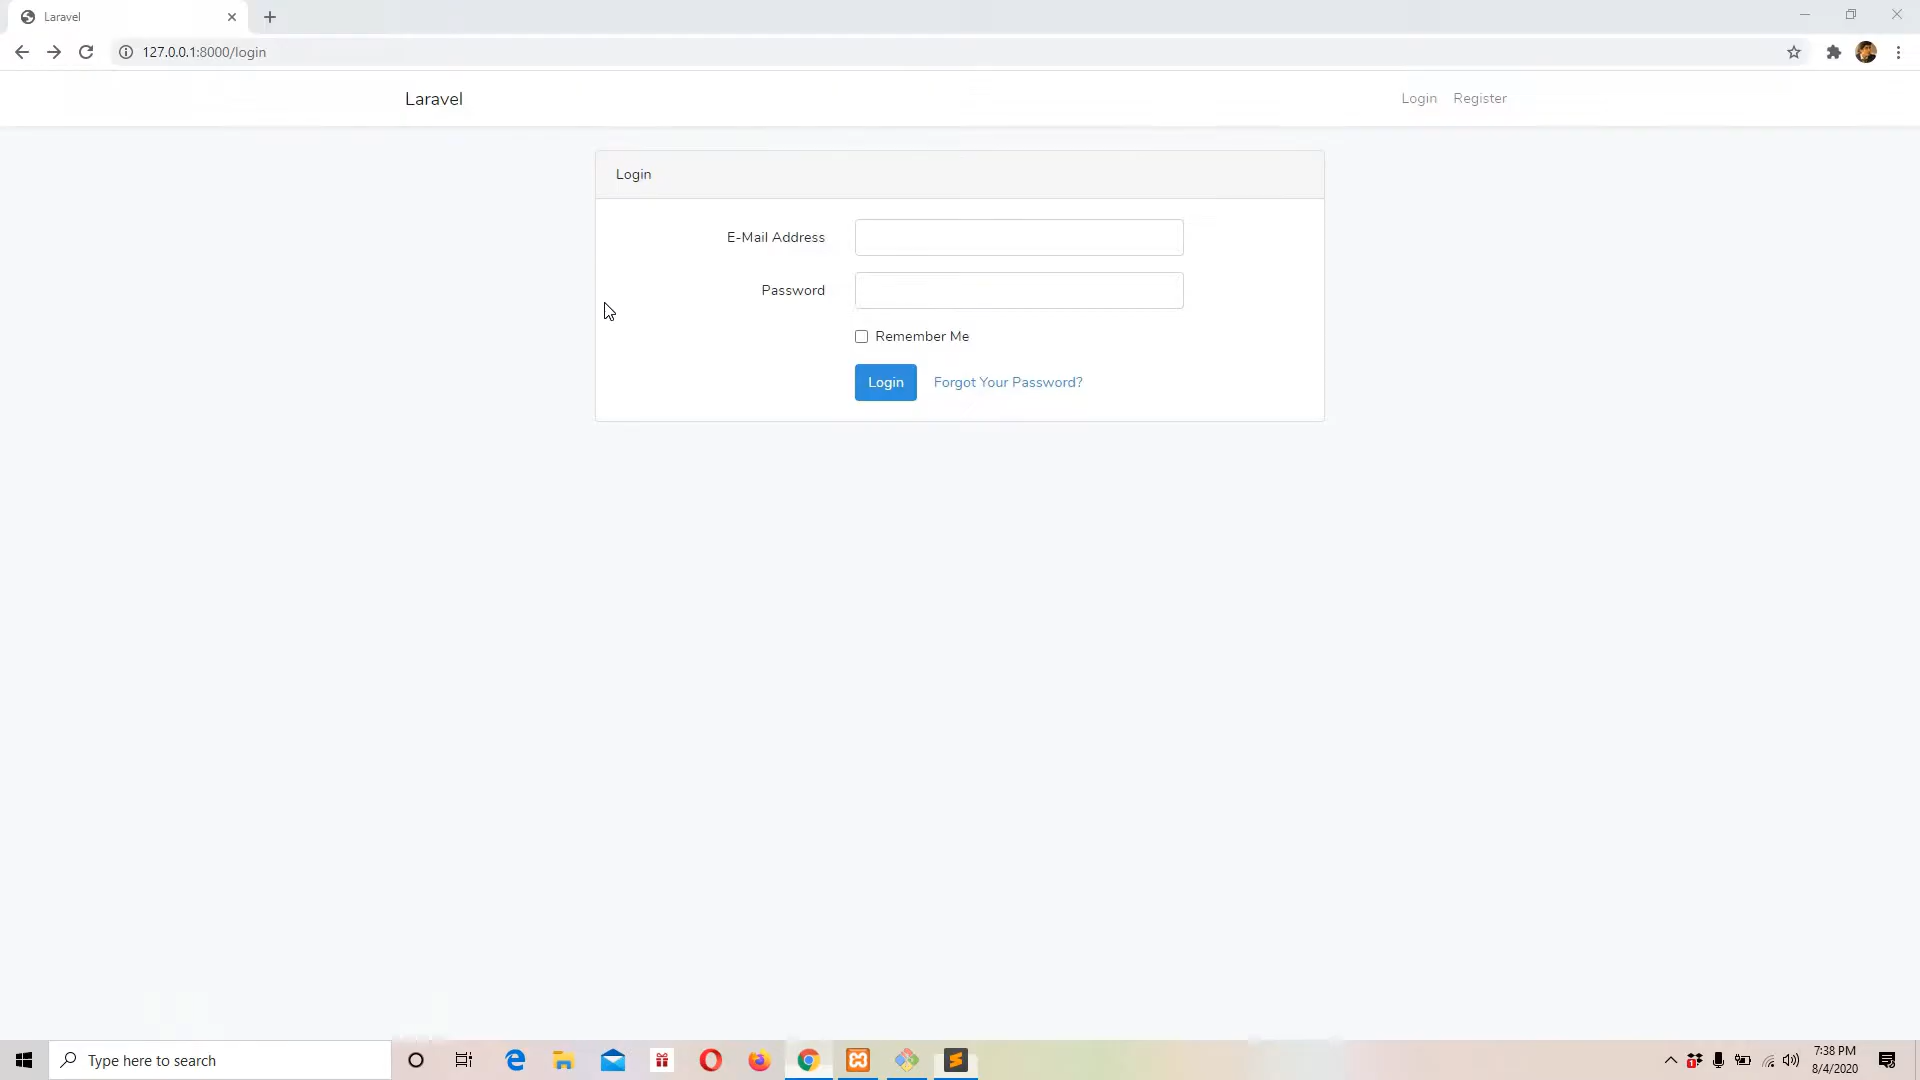 Laravel
127.0.0.1:8000/login
Laravel
Login Register
Login
E-Mail Address
Password
Remember Me
Login Forgot Your Password?
Type here to search
1
7:38 PM
8/4/2020